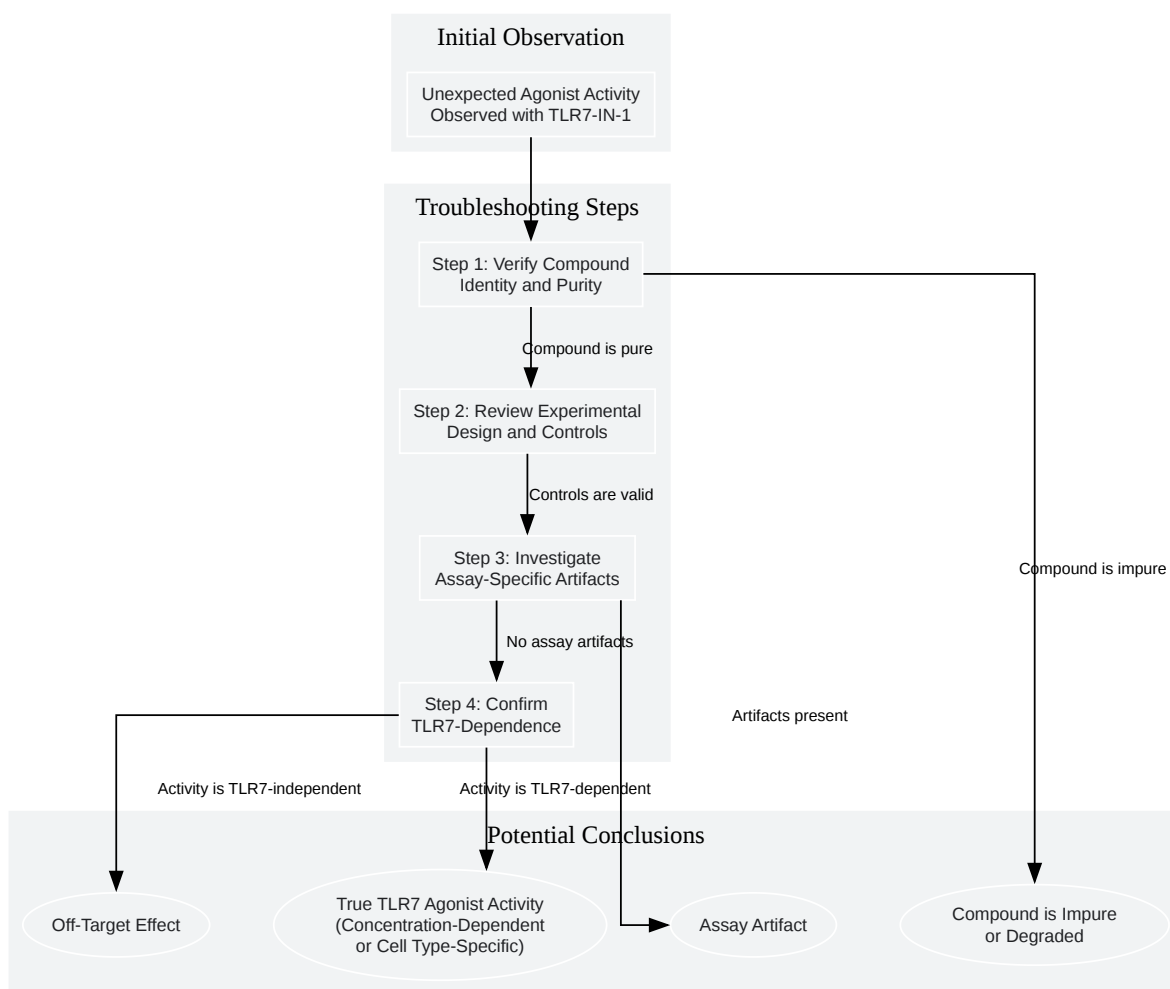 Initial Observation
Unexpected Agonist Activity
Observed with TLR7-IN-1
Troubleshooting Steps
Step 1: Verify Compound
Identity and Purity
Compound is pure
Step 2: Review Experimental
Design and Controls
Controls are valid
Step 3: Investigate
Assay-Specific Artifacts
Compound is impure
No assay artifacts
Step 4: Confirm
TLR7-Dependence
Artifacts present
Activity is TLR7-independent
Activity is TLR7-dependent
Potential Conclusions
Off-Target Effect
True TLR7 Agonist Activity
(Concentration-Dependent
or Cell Type-Specific)
Assay Artifact
Compound is Impure
or Degraded